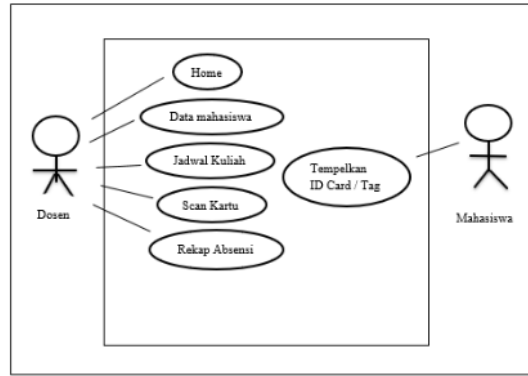 Home
Data mahasiswa
Jadwal Kuliah
Scan Kartu
Rekap Absensi
Dosen
Tempelkan
ID Card / Tag
Mahasiswa